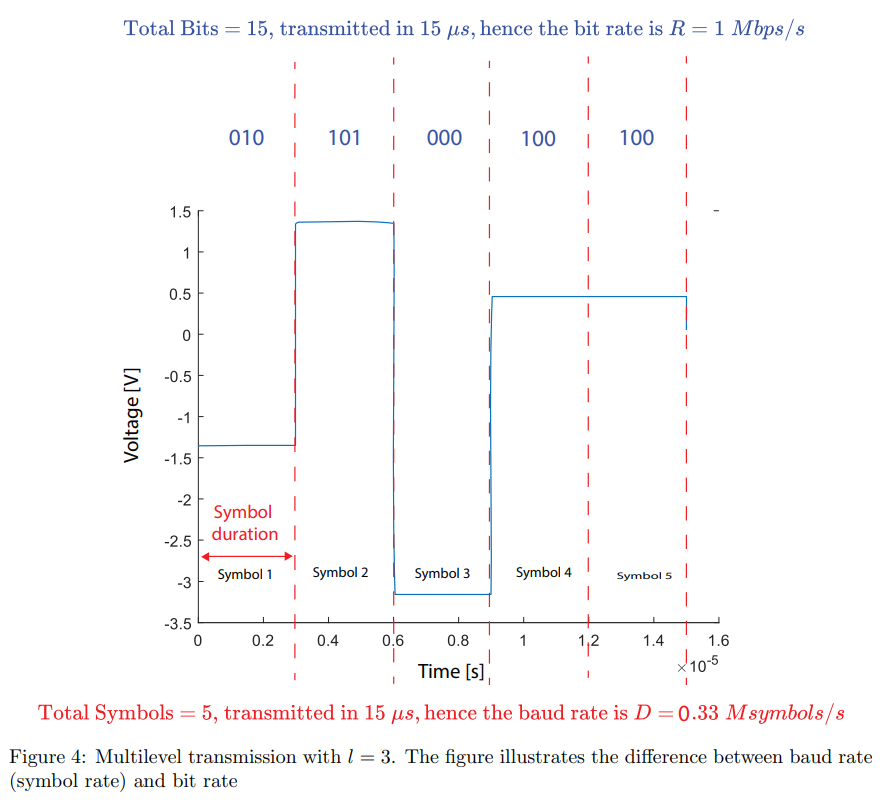 Total Bits = 15, transmitted in 15 μs, hence the bit rate is R = 1 Mbps/s
010 101 000 100 100
1.5
1
0.5
0
-0.5
-1
-1.5
-2
-2.5
-3
-3.5
Voltage [V]
Symbol
duration
Symbol 1 Symbol 2 Symbol 3 Symbol 4 Symbol 5
0 0.2 0.4 0.6 0.8 1 1.2 1.4 1.6
×10-5
Time [s]
Total Symbols = 5, transmitted in 15 μs, hence the baud rate is D = 0.33 Msymbols/s
Figure 4: Multilevel transmission with l = 3. The figure illustrates the difference between baud rate
(symbol rate) and bit rate